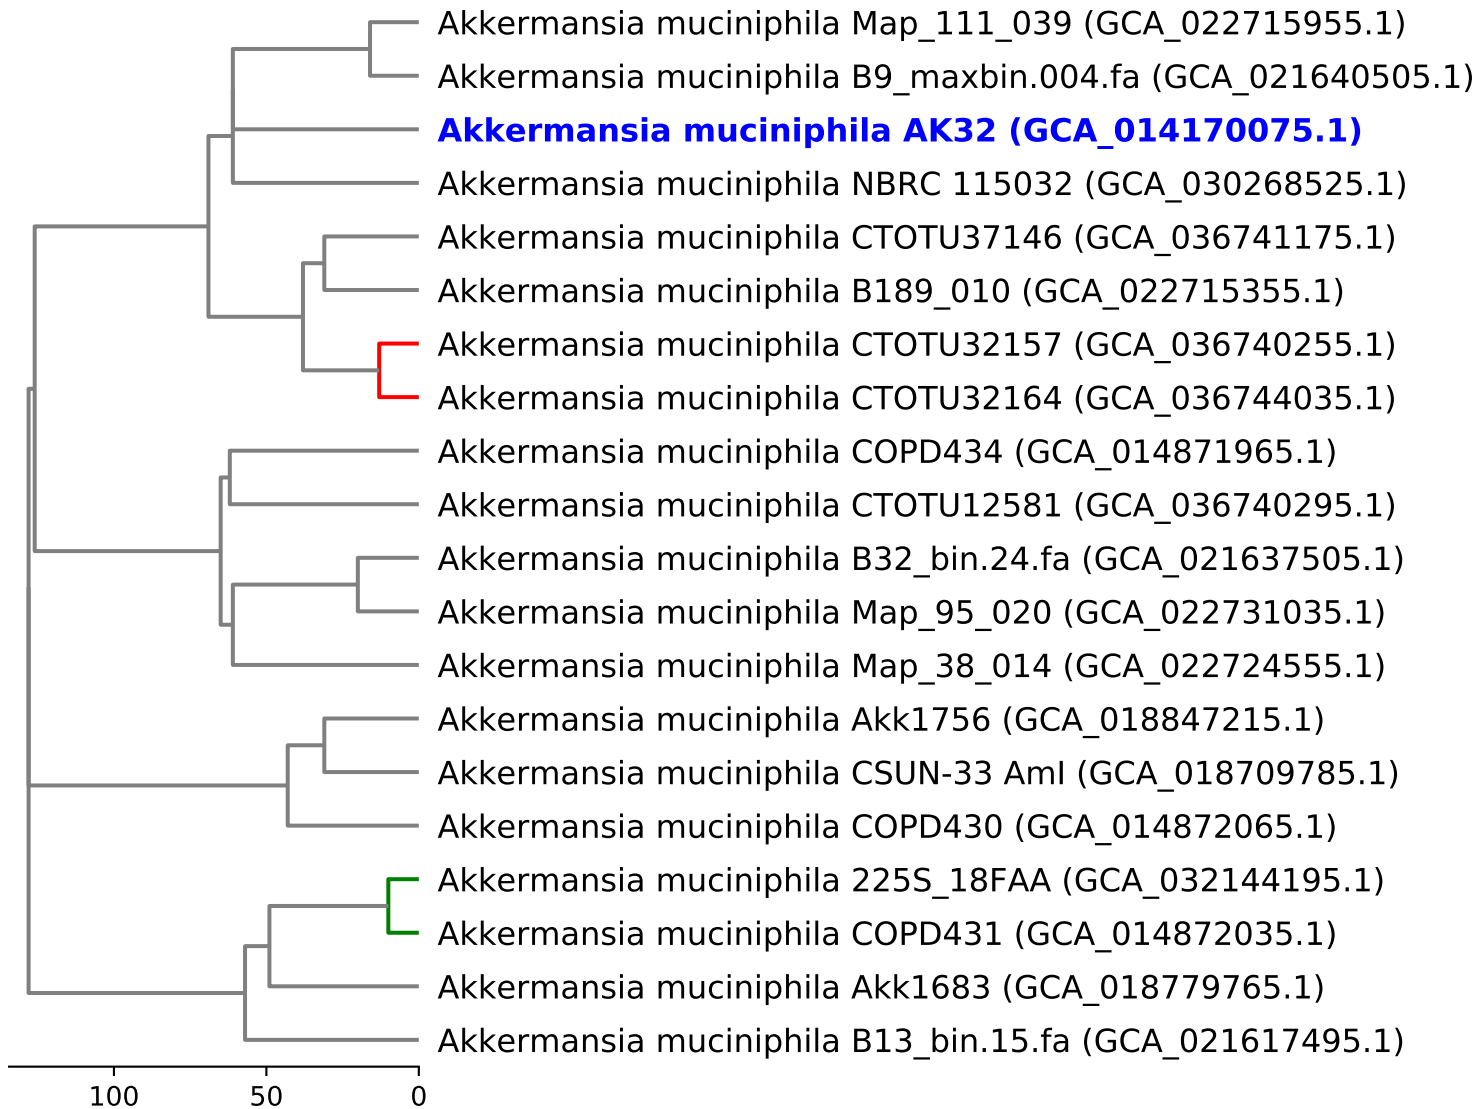 Akkermansia muciniphila Map_111_039 (GCA_022715955.1)
Akkermansia muciniphila B9_maxbin.004.fa (GCA_021640505.1)
Akkermansia muciniphila AK32 (GCA_014170075.1)
Akkermansia muciniphila NBRC 115032 (GCA_030268525.1)
Akkermansia muciniphila CTOTU37146 (GCA_036741175.1)
Akkermansia muciniphila B189_010 (GCA_022715355.1)
Akkermansia muciniphila CTOTU32157 (GCA_036740255.1)
Akkermansia muciniphila CTOTU32164 (GCA_036744035.1)
Akkermansia muciniphila COPD434 (GCA_014871965.1)
Akkermansia muciniphila CTOTU12581 (GCA_036740295.1)
Akkermansia muciniphila B32_bin.24.fa (GCA_021637505.1)
Akkermansia muciniphila Map_95_020 (GCA_022731035.1)
Akkermansia muciniphila Map_38_014 (GCA_022724555.1)
Akkermansia muciniphila Akk1756 (GCA_018847215.1)
Akkermansia muciniphila CSUN-33 AmI (GCA_018709785.1)
Akkermansia muciniphila COPD430 (GCA_014872065.1)
Akkermansia muciniphila 225S_18FAA (GCA_032144195.1)
Akkermansia muciniphila COPD431 (GCA_014872035.1)
Akkermansia muciniphila Akk1683 (GCA_018779765.1)
Akkermansia muciniphila B13_bin.15.fa (GCA_021617495.1)
100 50 0